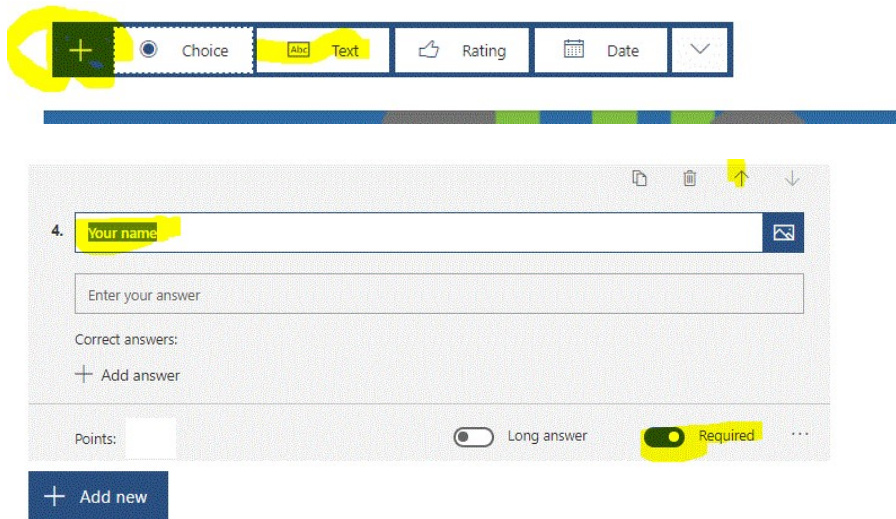 Choice Abc Text Rating Date
4. Your name
Enter your answer
Correct answers:
+ Add answer
Points: Long answer Required ...
+ Add new